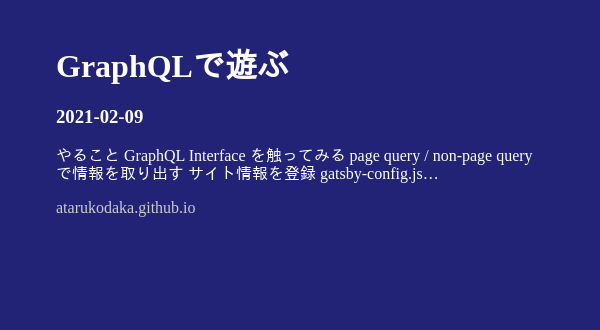 GraphQLで遊ぶ
2021-02-09
やること GraphQL Interface を触ってみる page query / non-page query
で情報を取り出す サイト情報を登録 gatsby-config.js…
atarukodaka.github.io